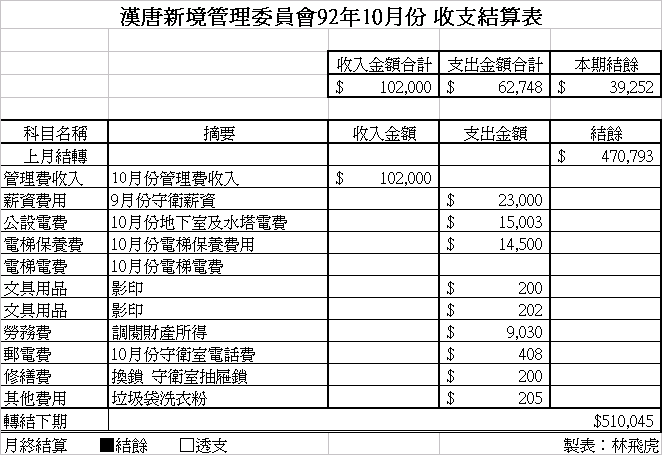 漢唐新境管理委員會92年10月份 收支結算表
收入金額合計 支出金額合計 本期結餘
$ 102,000 $ 62,748 $ 39,252
科目名稱 摘要 收入金額 支出金額 結餘
上月結轉 $ 470,793
管理費收入 10月份管理費收入 $ 102,000
薪資費用 9月份守衛薪資 $ 23,000
公設電費 10月份地下室及水塔電費 $ 15,003
電梯保養費 10月份電梯保養費用 $ 14,500
電梯電費 10月份電梯電費
文具用品 影印 $ 200
文具用品 影印 $ 202
勞務費 調閱財產所得 $ 9,030
郵電費 10月份守衛室電話費 $ 408
修繕費 換鎖 守衛室抽屜鎖 $ 200
其他費用 垃圾袋洗衣粉 $ 205
轉結下期 $510,045
月終結算 ■結餘 □透支 製表：林飛虎